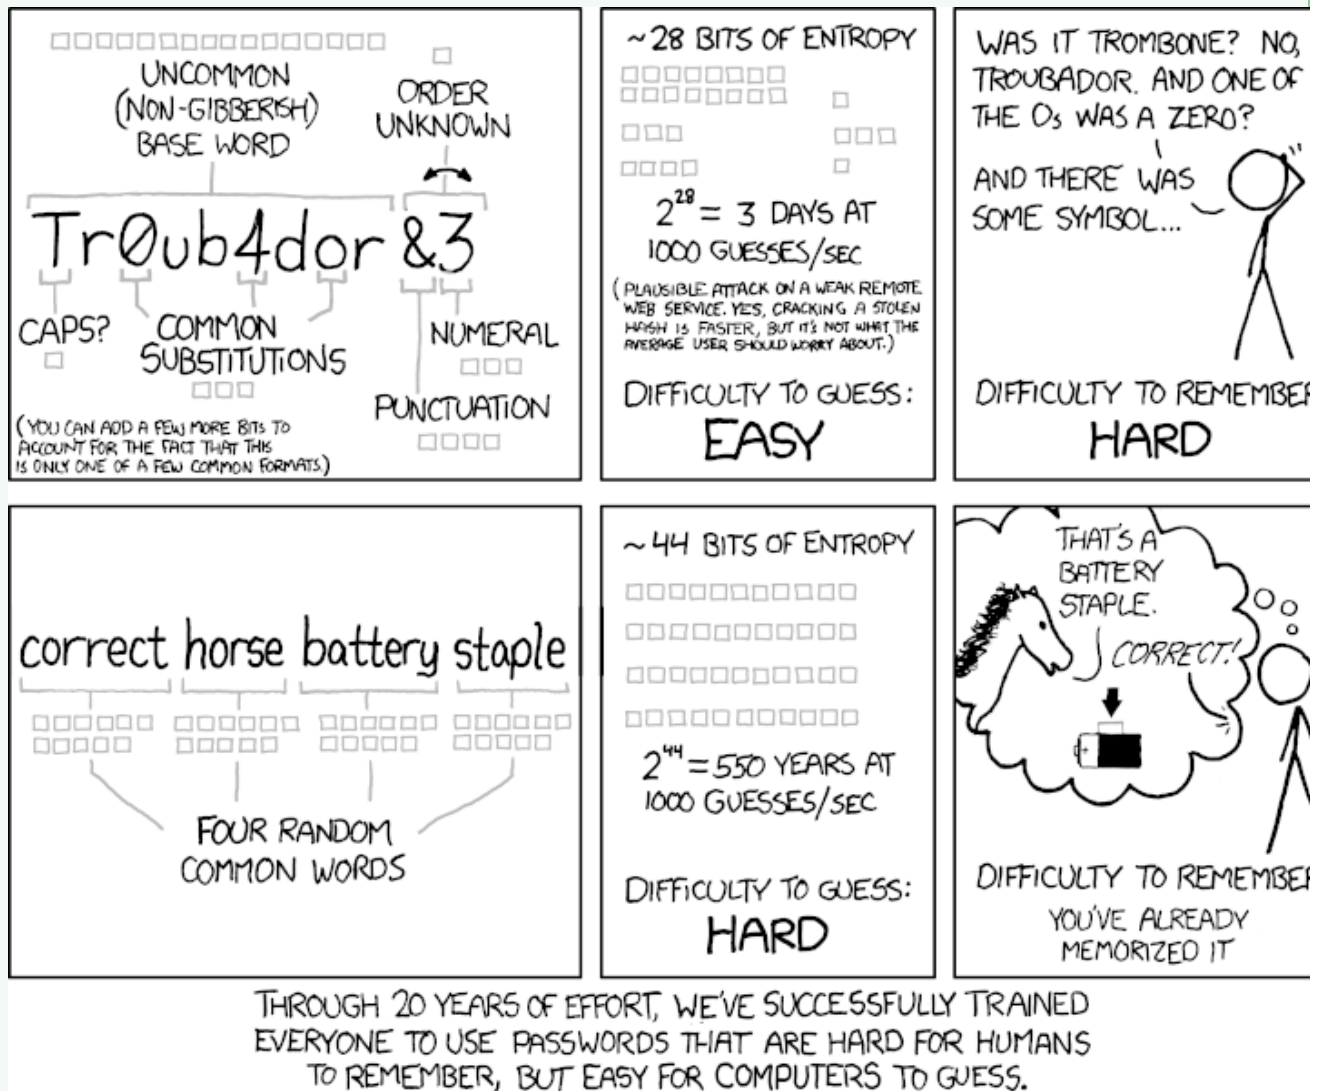 UNCOMMON
(NON-GIBBERISH)
BASE WORD
ORDER
UNKNOWN
Tr0ub4dor &3
CAPS?
COMMON
SUBSTITUTIONS
NUMERAL
PUNCTUATION
(YOU CAN ADD A FEW MORE BITS TO
ACCOUNT FOR THE FACT THAT THIS
IS ONLY ONE OF A FEW COMMON FORMATS.)
~28 BITS OF ENTROPY
2^28 = 3 DAYS AT
1000 GUESSES/SEC
(PLAUSIBLE ATTACK ON A WEAK REMOTE
WEB SERVICE. YES, CRACKING A STOLEN
HASH IS FASTER, BUT IT'S NOT WHAT THE
AVERAGE USER SHOULD WORRY ABOUT.)
DIFFICULTY TO GUESS:
EASY
WAS IT TROMBONE? NO,
TROUBADOR. AND ONE OF
THE Os WAS A ZERO?
AND THERE WAS
SOME SYMBOL...
DIFFICULTY TO REMEMBER
HARD
correct horse battery staple
FOUR RANDOM
COMMON WORDS
~44 BITS OF ENTROPY
2^44 = 550 YEARS AT
1000 GUESSES/SEC
DIFFICULTY TO GUESS:
HARD
THAT'S A
BATTERY
STAPLE.
CORRECT!
DIFFICULTY TO REMEMBER
YOU'VE ALREADY
MEMORIZED IT
THROUGH 20 YEARS OF EFFORT, WE'VE SUCCESSFULLY TRAINED
EVERYONE TO USE PASSWORDS THAT ARE HARD FOR HUMANS
TO REMEMBER, BUT EASY FOR COMPUTERS TO GUESS.